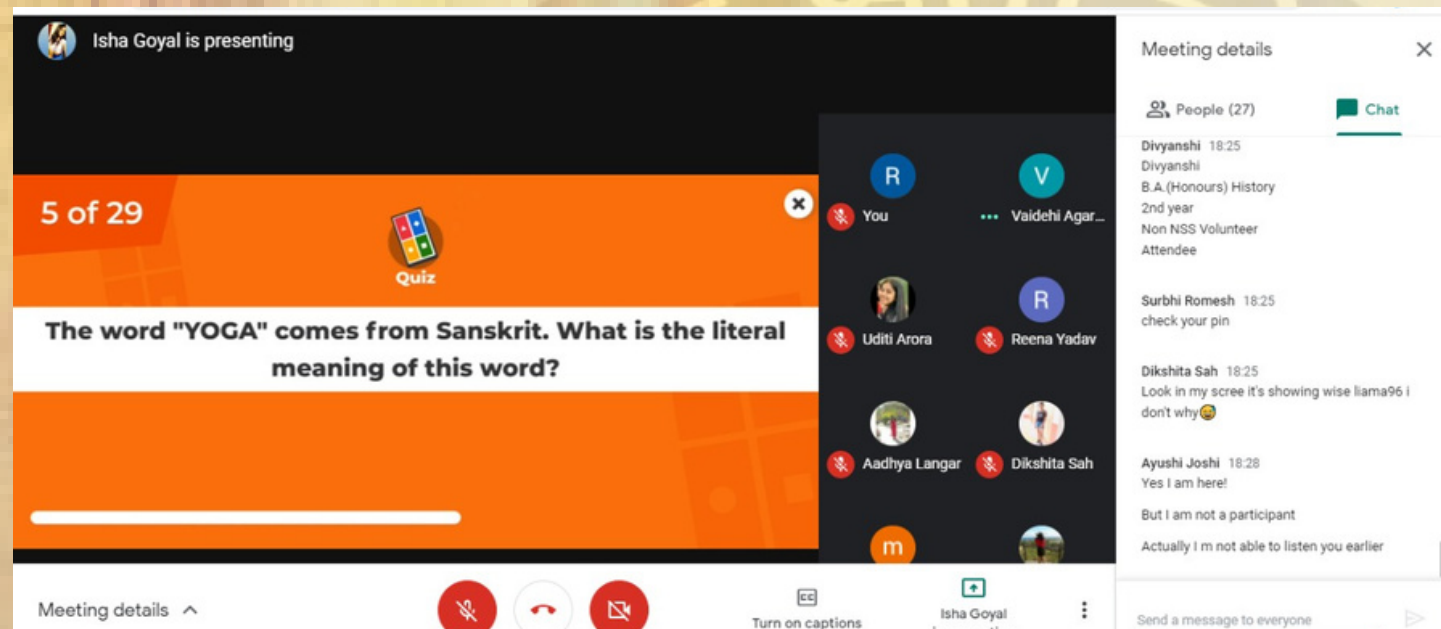 Isha Goyal is presenting
5 of 29
Quiz
The word "YOGA" comes from Sanskrit. What is the literal
meaning of this word?
R
You
V
Vaidehi Agar...
Uditi Arora
R
Reena Yadav
Aadhya Langar
Dikshita Sah
m
Meeting details
CC
Turn on captions
Isha Goyal
Meeting details
People (27)
Chat
Divyanshi 18:25
Divyanshi
B.A.(Honours) History
2nd year
Non NSS Volunteer
Attendee
Surbhi Romesh 18:25
check your pin
Dikshita Sah 18:25
Look in my scree it's showing wise liama96 i
don't why😅
Ayushi Joshi 18:28
Yes I am here!
But I am not a participant
Actually I m not able to listen you earlier
Send a message to everyone